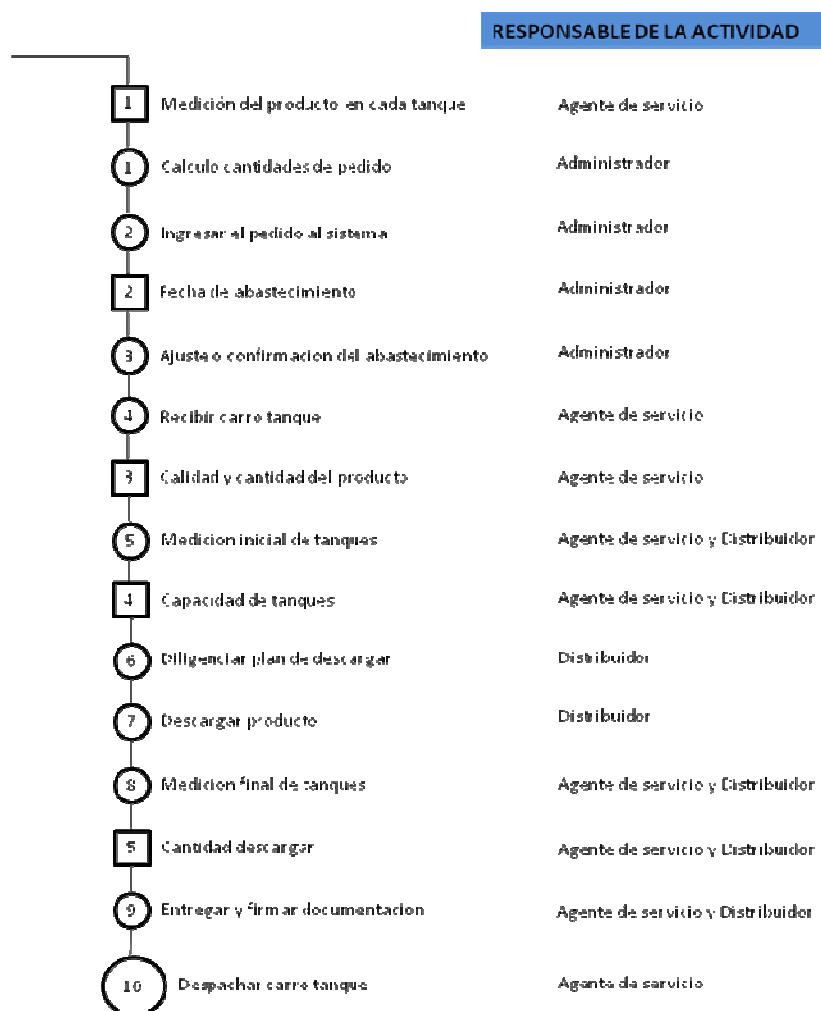 RESPONSABLE DE LA ACTIVIDAD
1 Medición del producto en cada tanque Agente de servicio
1 Calculo cantidades de pedido Administrador
2 Ingresar el pedido al sistema Administrador
2 Fecha de abastecimiento Administrador
3 Ajuste o confirmacion del abastecimiento Administrador
4 Recibir carro tanque Agente de servicio
3 Calidad y cantidad del producto Agente de servicio
5 Medicion inicial de tanques Agente de servicio y Distribuidor
4 Capacidad de tanques Agente de servicio y Distribuidor
6 Diligenciar plan de descargar Distribuidor
7 Descargar producto Distribuidor
8 Medicion final de tanques Agente de servicio y Distribuidor
5 Cantidad descargar Agente de servicio y Distribuidor
9 Entregar y firmar documentacion Agente de servicio y Distribuidor
10 Despachar carro tanque Agente de servicio